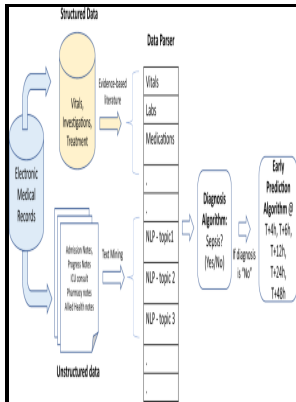 Structured Data
Data Parser
Electronic
Medical
Records
Vitals,
Investigations,
Treatment
Evidence-based
literature
Vitals
Labs
Medications
.
.
NLP - topic1
NLP - topic 2
NLP - topic 3
.
.
Admission Notes,
Progress Notes
ICU consult
Pharmacy notes
Allied Health notes
Text Mining
Unstructured data
Diagnosis
Algorithm:
Sepsis?
(Yes/No)
If diagnosis
is "No"
Early
Prediction
Algorithm @
T+4h, T+6h,
T+12h,
T+24h,
T+48h